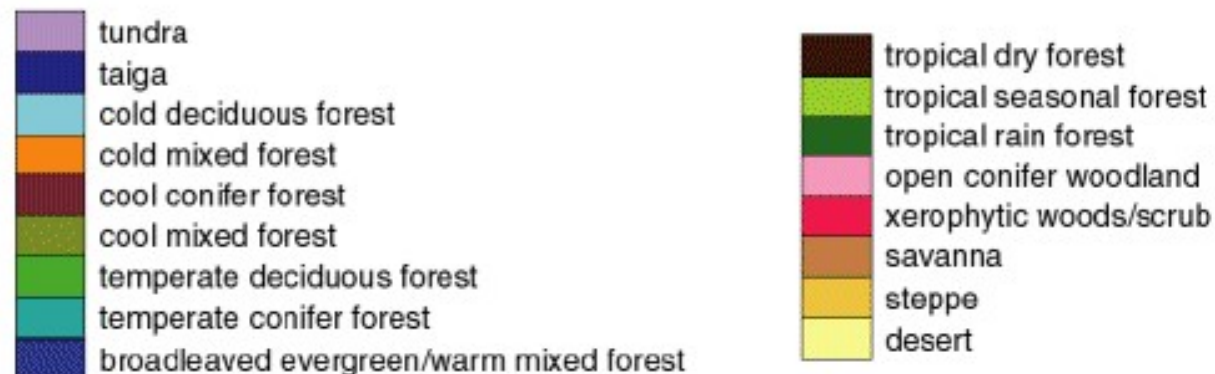 tundra
taiga
cold deciduous forest
cold mixed forest
cool conifer forest
cool mixed forest
temperate deciduous forest
temperate conifer forest
broadleaved evergreen/warm mixed forest
tropical dry forest
tropical seasonal forest
tropical rain forest
open conifer woodland
xerophytic woods/scrub
savanna
steppe
desert